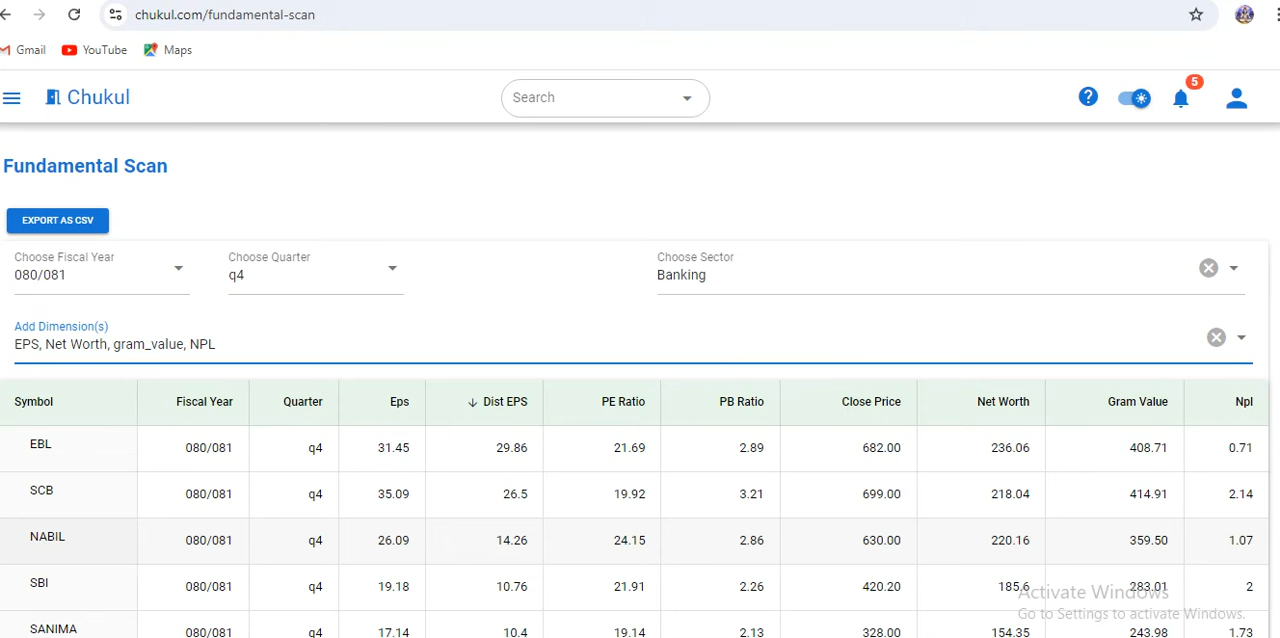 chukul.com/fundamental-scan
Gmail YouTube Maps
Chukul Search 5
Fundamental Scan
EXPORT AS CSV
Choose Fiscal Year Choose Quarter Choose Sector
080/081 q4 Banking
Add Dimension(s)
EPS, Net Worth, gram_value, NPL
Symbol Fiscal Year Quarter Eps Dist EPS PE Ratio PB Ratio Close Price Net Worth Gram Value Npl
EBL 080/081 q4 31.45 29.86 21.69 2.89 682.00 236.06 408.71 0.71
SCB 080/081 q4 35.09 26.5 19.92 3.21 699.00 218.04 414.91 2.14
NABIL 080/081 q4 26.09 14.26 24.15 2.86 630.00 220.16 359.50 1.07
SBI 080/081 q4 19.18 10.76 21.91 2.26 420.20 185.6 283.01 2
Activate Windows
Go to Settings to activate Windows.
SANIMA 080/081 q4 17.14 10.4 19.14 2.13 328.00 154.35 243.98 1.73